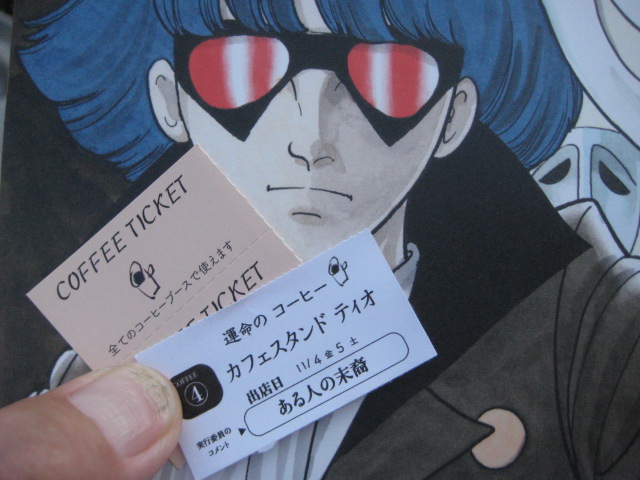 COFFEE TICKET
全てのコーヒーブースで使えます
TICKET
運命の コーヒー
カフェスタンド ティオ
出店日 11/4 金 5 土
COFFEE
4
実行委員の
コメント
ある人の末裔